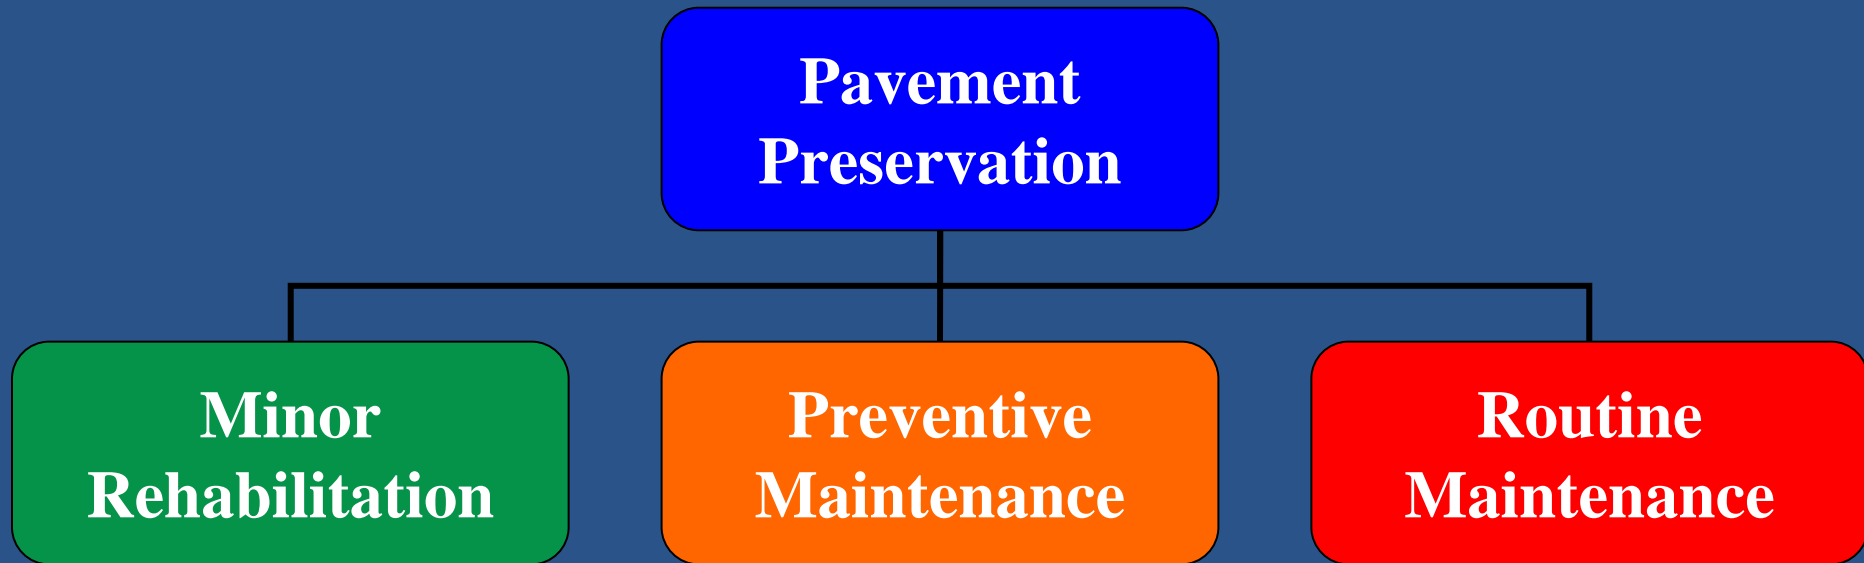 Pavement
Preservation
Minor
Rehabilitation
Preventive
Maintenance
Routine
Maintenance